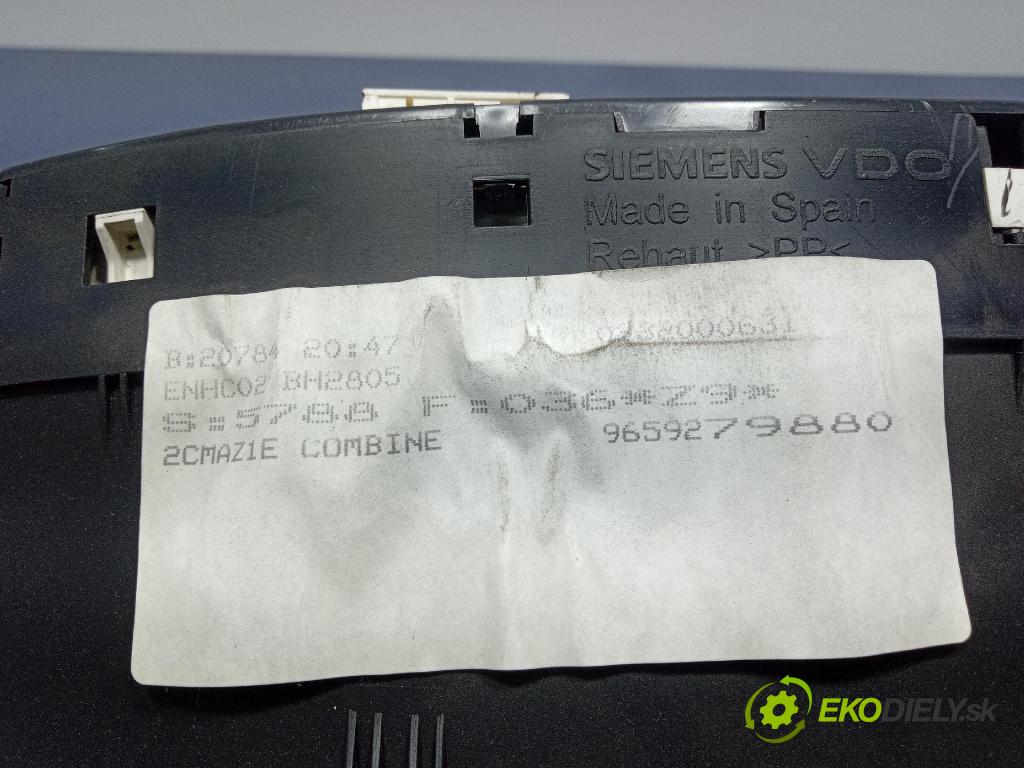 SIEMENS VDO
Made in Spain
Rehaut >PP<
B:20784 20:47
ENHC02 BH2805
S:5788 F:036*Z9*
2CMAZ1E COMBINE 9659279880
EKODIELY.sk